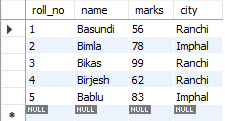 roll_no name marks city
1 Basundi 56 Ranchi
2 Bimla 78 Imphal
3 Bikas 99 Ranchi
4 Birjesh 62 Ranchi
5 Bablu 83 Imphal
NULL NULL NULL NULL